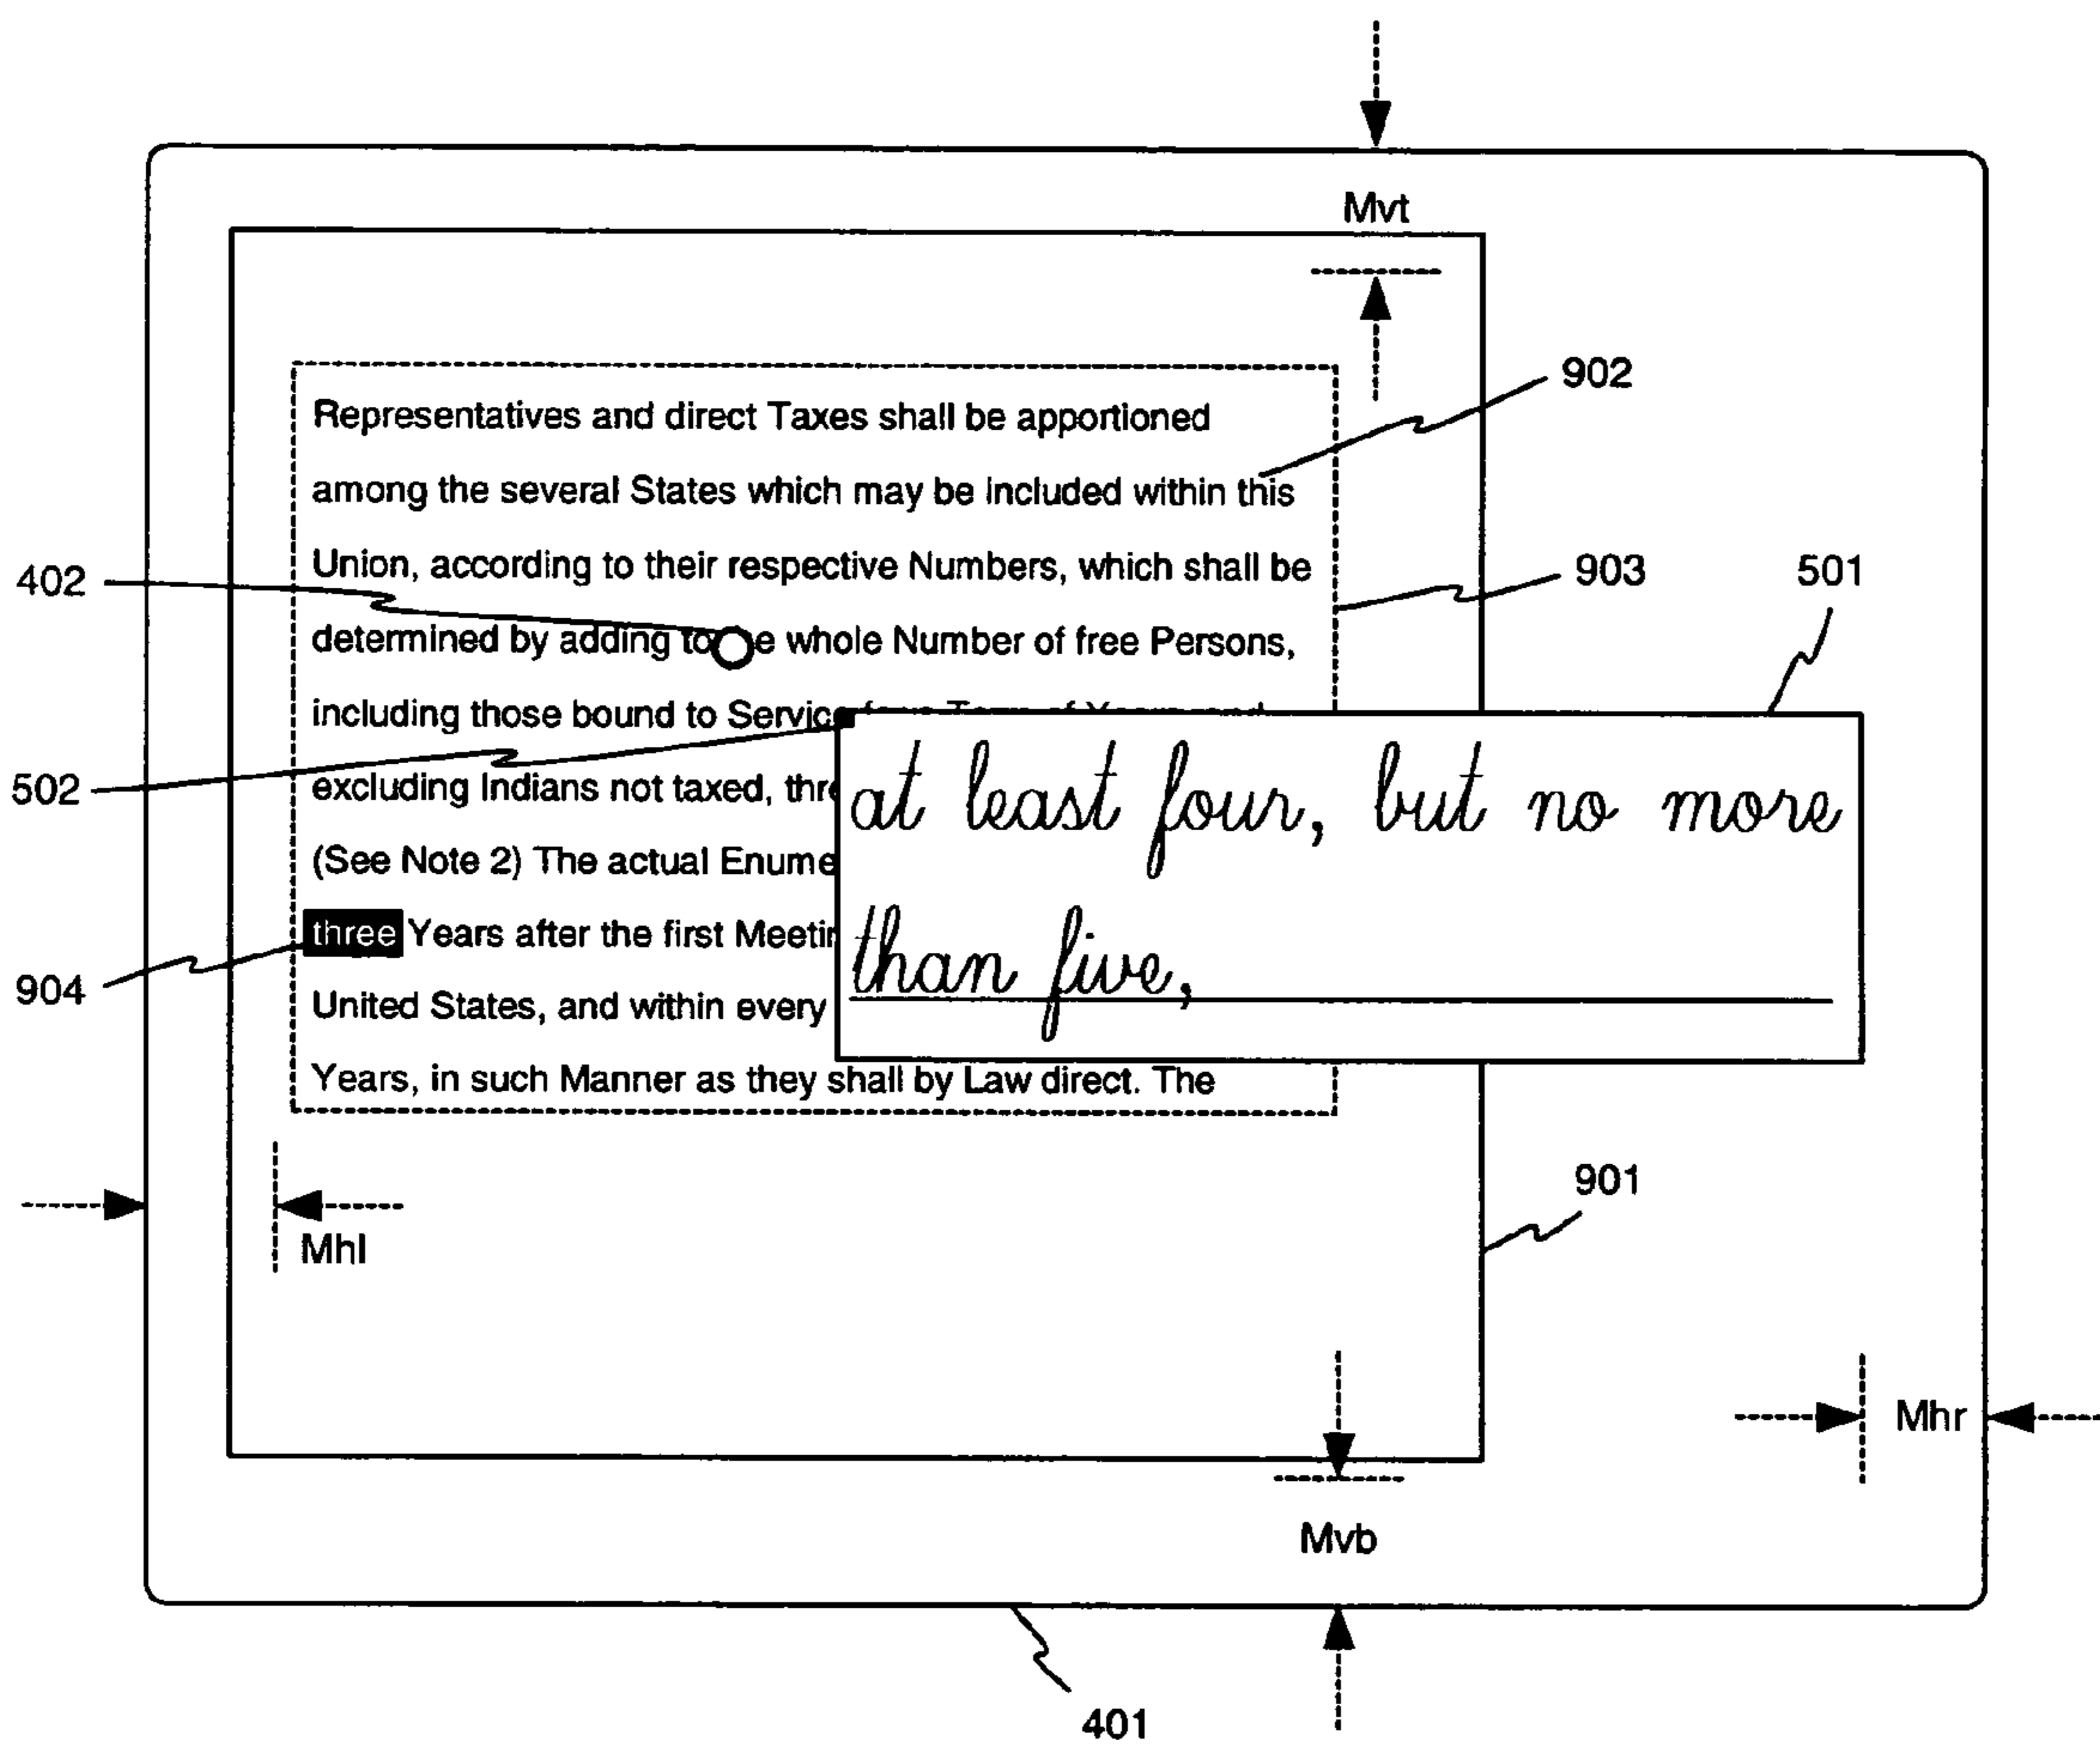 Mvt
902
Representatives and direct Taxes shall be apportioned
among the several States which may be included within this
Union, according to their respective Numbers, which shall be
903
501
402
determined by adding to e whole Number of free Persons,
including those bound to Servic
502
excluding Indians not taxed, thre
at least four, but no more
(See Note 2) The actual Enume
three Years after the first Meetin
than five,
904
United States, and within every
Years, in such Manner as they shall by Law direct. The
901
Mhl
Mhr
Mvb
401